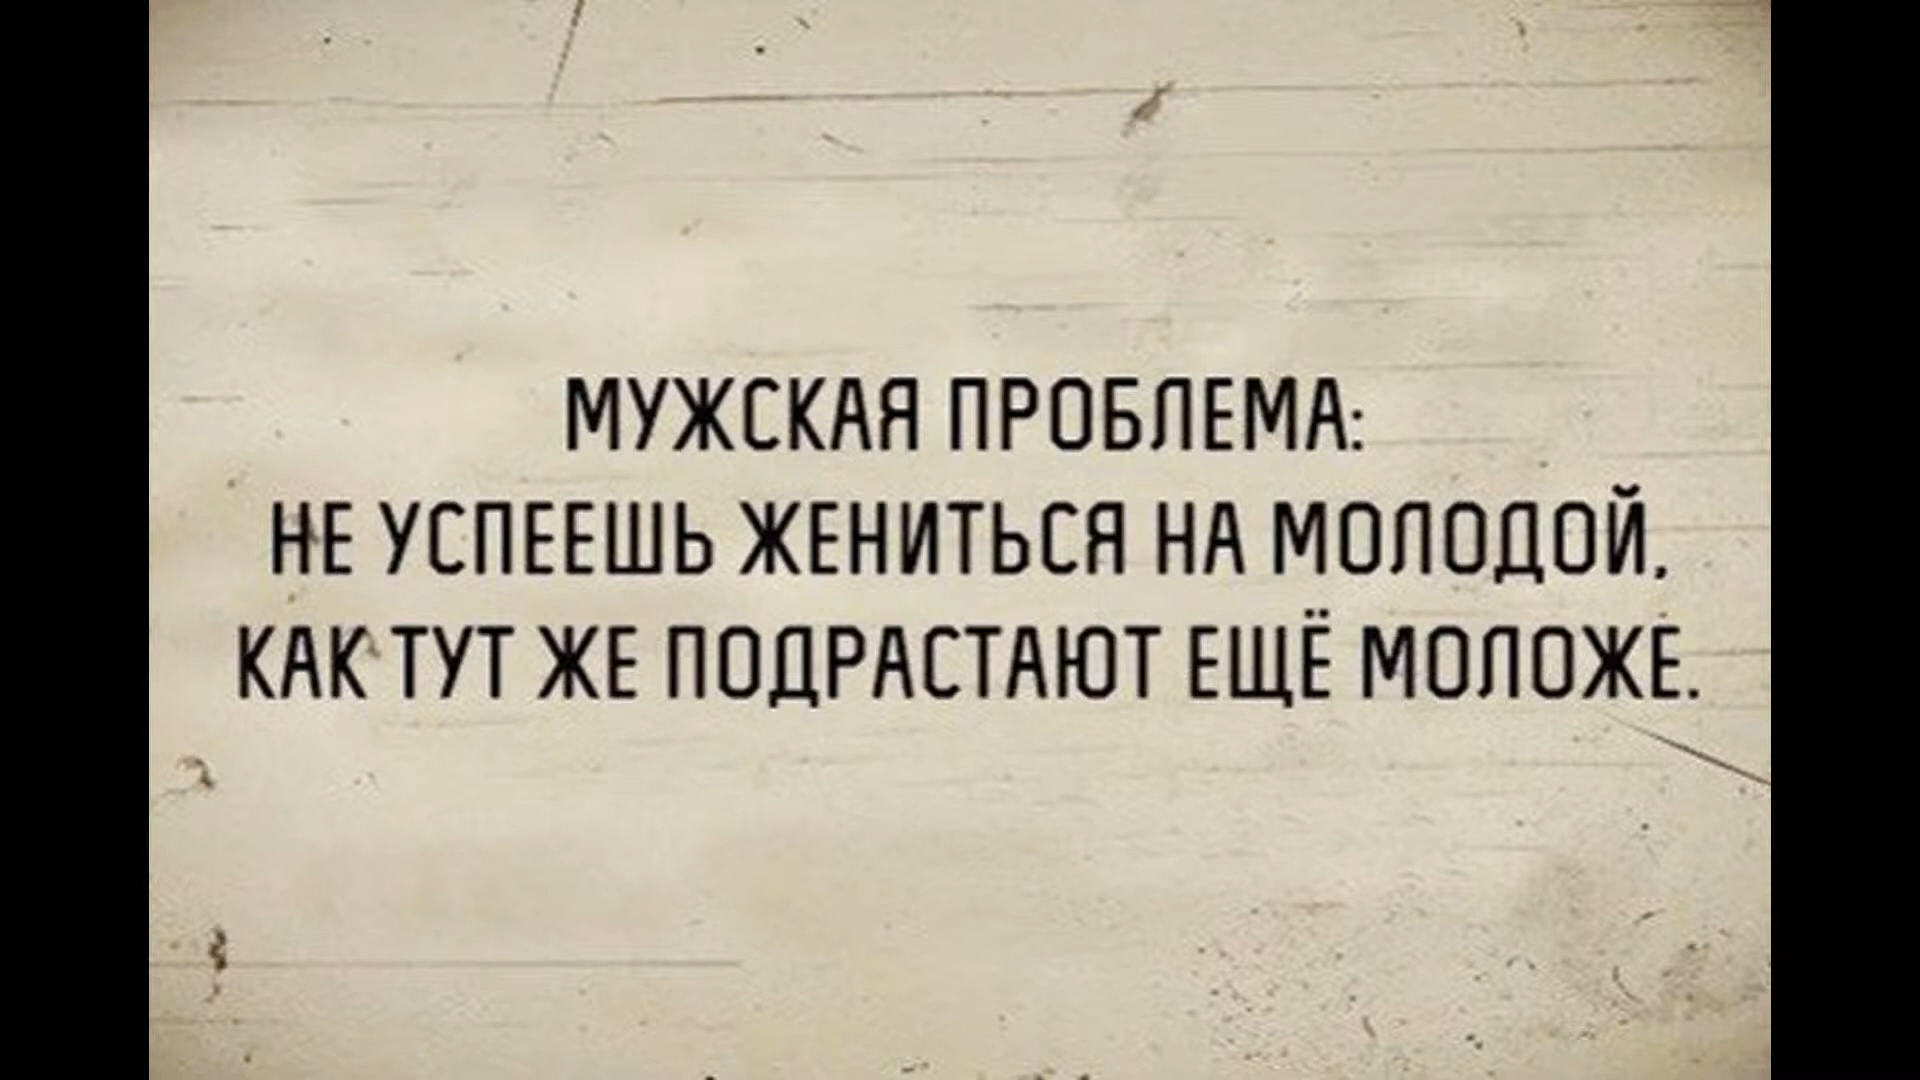 МУЖСКАЯ ПРОБЛЕМА:
НЕ УСПЕЕШЬ ЖЕНИТЬСЯ НА МОЛОДОЙ,
КАК ТУТ ЖЕ ПОДРАСТАЮТ ЕЩЁ МОЛОЖЕ.